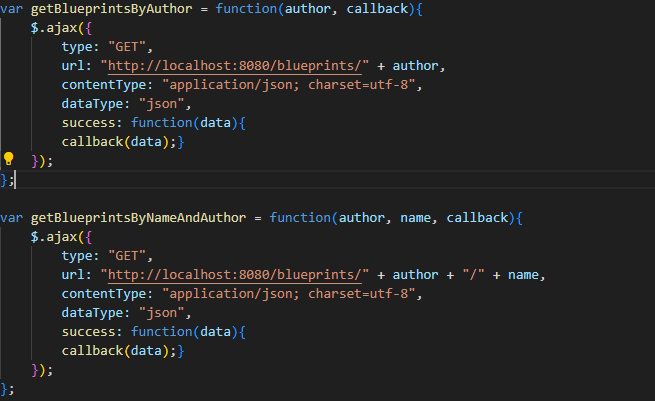 var getBlueprintsByAuthor = function(author, callback){
    $.ajax({
        type: "GET",
        url: "http://localhost:8080/blueprints/" + author,
        contentType: "application/json; charset=utf-8",
        dataType: "json",
        success: function(data){
        callback(data);}
    });
};

var getBlueprintsByNameAndAuthor = function(author, name, callback){
    $.ajax({
        type: "GET",
        url: "http://localhost:8080/blueprints/" + author + "/" + name,
        contentType: "application/json; charset=utf-8",
        dataType: "json",
        success: function(data){
        callback(data);}
    });
};